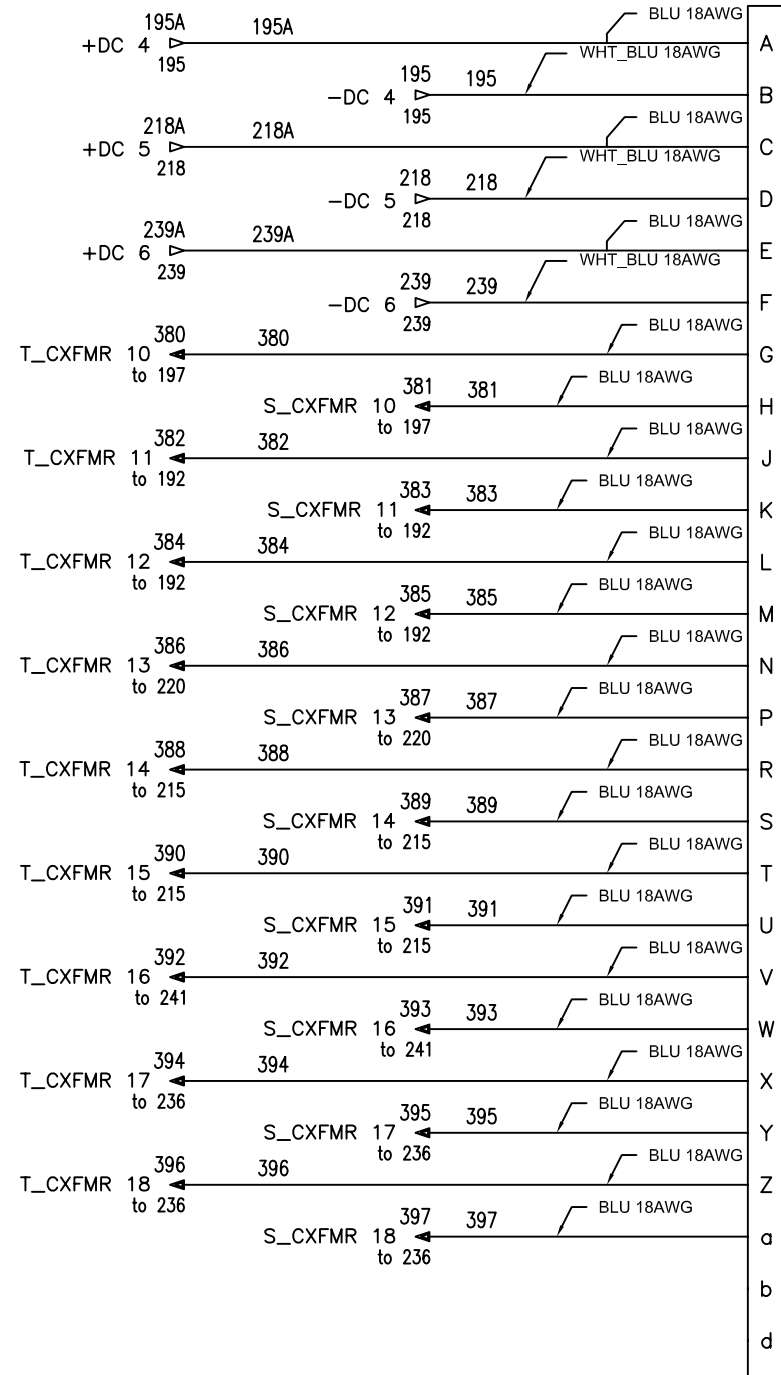 195A 195A BLU 18AWG
+DC 4 A
195 WHT_BLU 18AWG
195 195
-DC 4 B
195
218A 218A BLU 18AWG
+DC 5 C
218 WHT_BLU 18AWG
218 218
-DC 5 D
218
239A 239A BLU 18AWG
+DC 6 E
239 WHT_BLU 18AWG
239 239
-DC 6 F
239
380 380 BLU 18AWG
T_CXFMR 10 G
to 197
381 381 BLU 18AWG
S_CXFMR 10 H
to 197
382 382 BLU 18AWG
T_CXFMR 11 J
to 192
383 383 BLU 18AWG
S_CXFMR 11 K
to 192
384 384 BLU 18AWG
T_CXFMR 12 L
to 192
385 385 BLU 18AWG
S_CXFMR 12 M
to 192
386 386 BLU 18AWG
T_CXFMR 13 N
to 220
387 387 BLU 18AWG
S_CXFMR 13 P
to 220
388 388 BLU 18AWG
T_CXFMR 14 R
to 215
389 389 BLU 18AWG
S_CXFMR 14 S
to 215
390 390 BLU 18AWG
T_CXFMR 15 T
to 215
391 391 BLU 18AWG
S_CXFMR 15 U
to 215
392 392 BLU 18AWG
T_CXFMR 16 V
to 241
393 393 BLU 18AWG
S_CXFMR 16 W
to 241
394 394 BLU 18AWG
T_CXFMR 17 X
to 236
395 395 BLU 18AWG
S_CXFMR 17 Y
to 236
396 396 BLU 18AWG
T_CXFMR 18 Z
to 236
397 397 BLU 18AWG
S_CXFMR 18 a
to 236
b
d